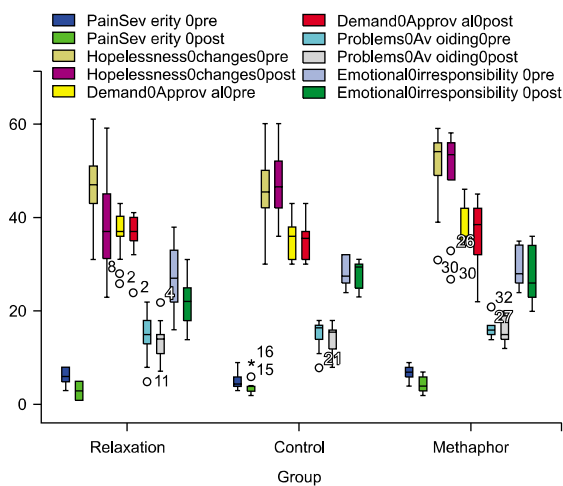 PainSev erity 0pre
PainSev erity 0post
Hopelessness0changes0pre
Hopelessness0changes0post
Demand0Approv al0pre
Demand0Approv al0post
Problems0Av oiding0pre
Problems0Av oiding0post
Emotional0irresponsibility 0pre
Emotional0irresponsibility 0post
60
40
20
0
8
2
2
4
11
16
*
15
21
26
30
30
32
27
Relaxation
Control
Methaphor
Group